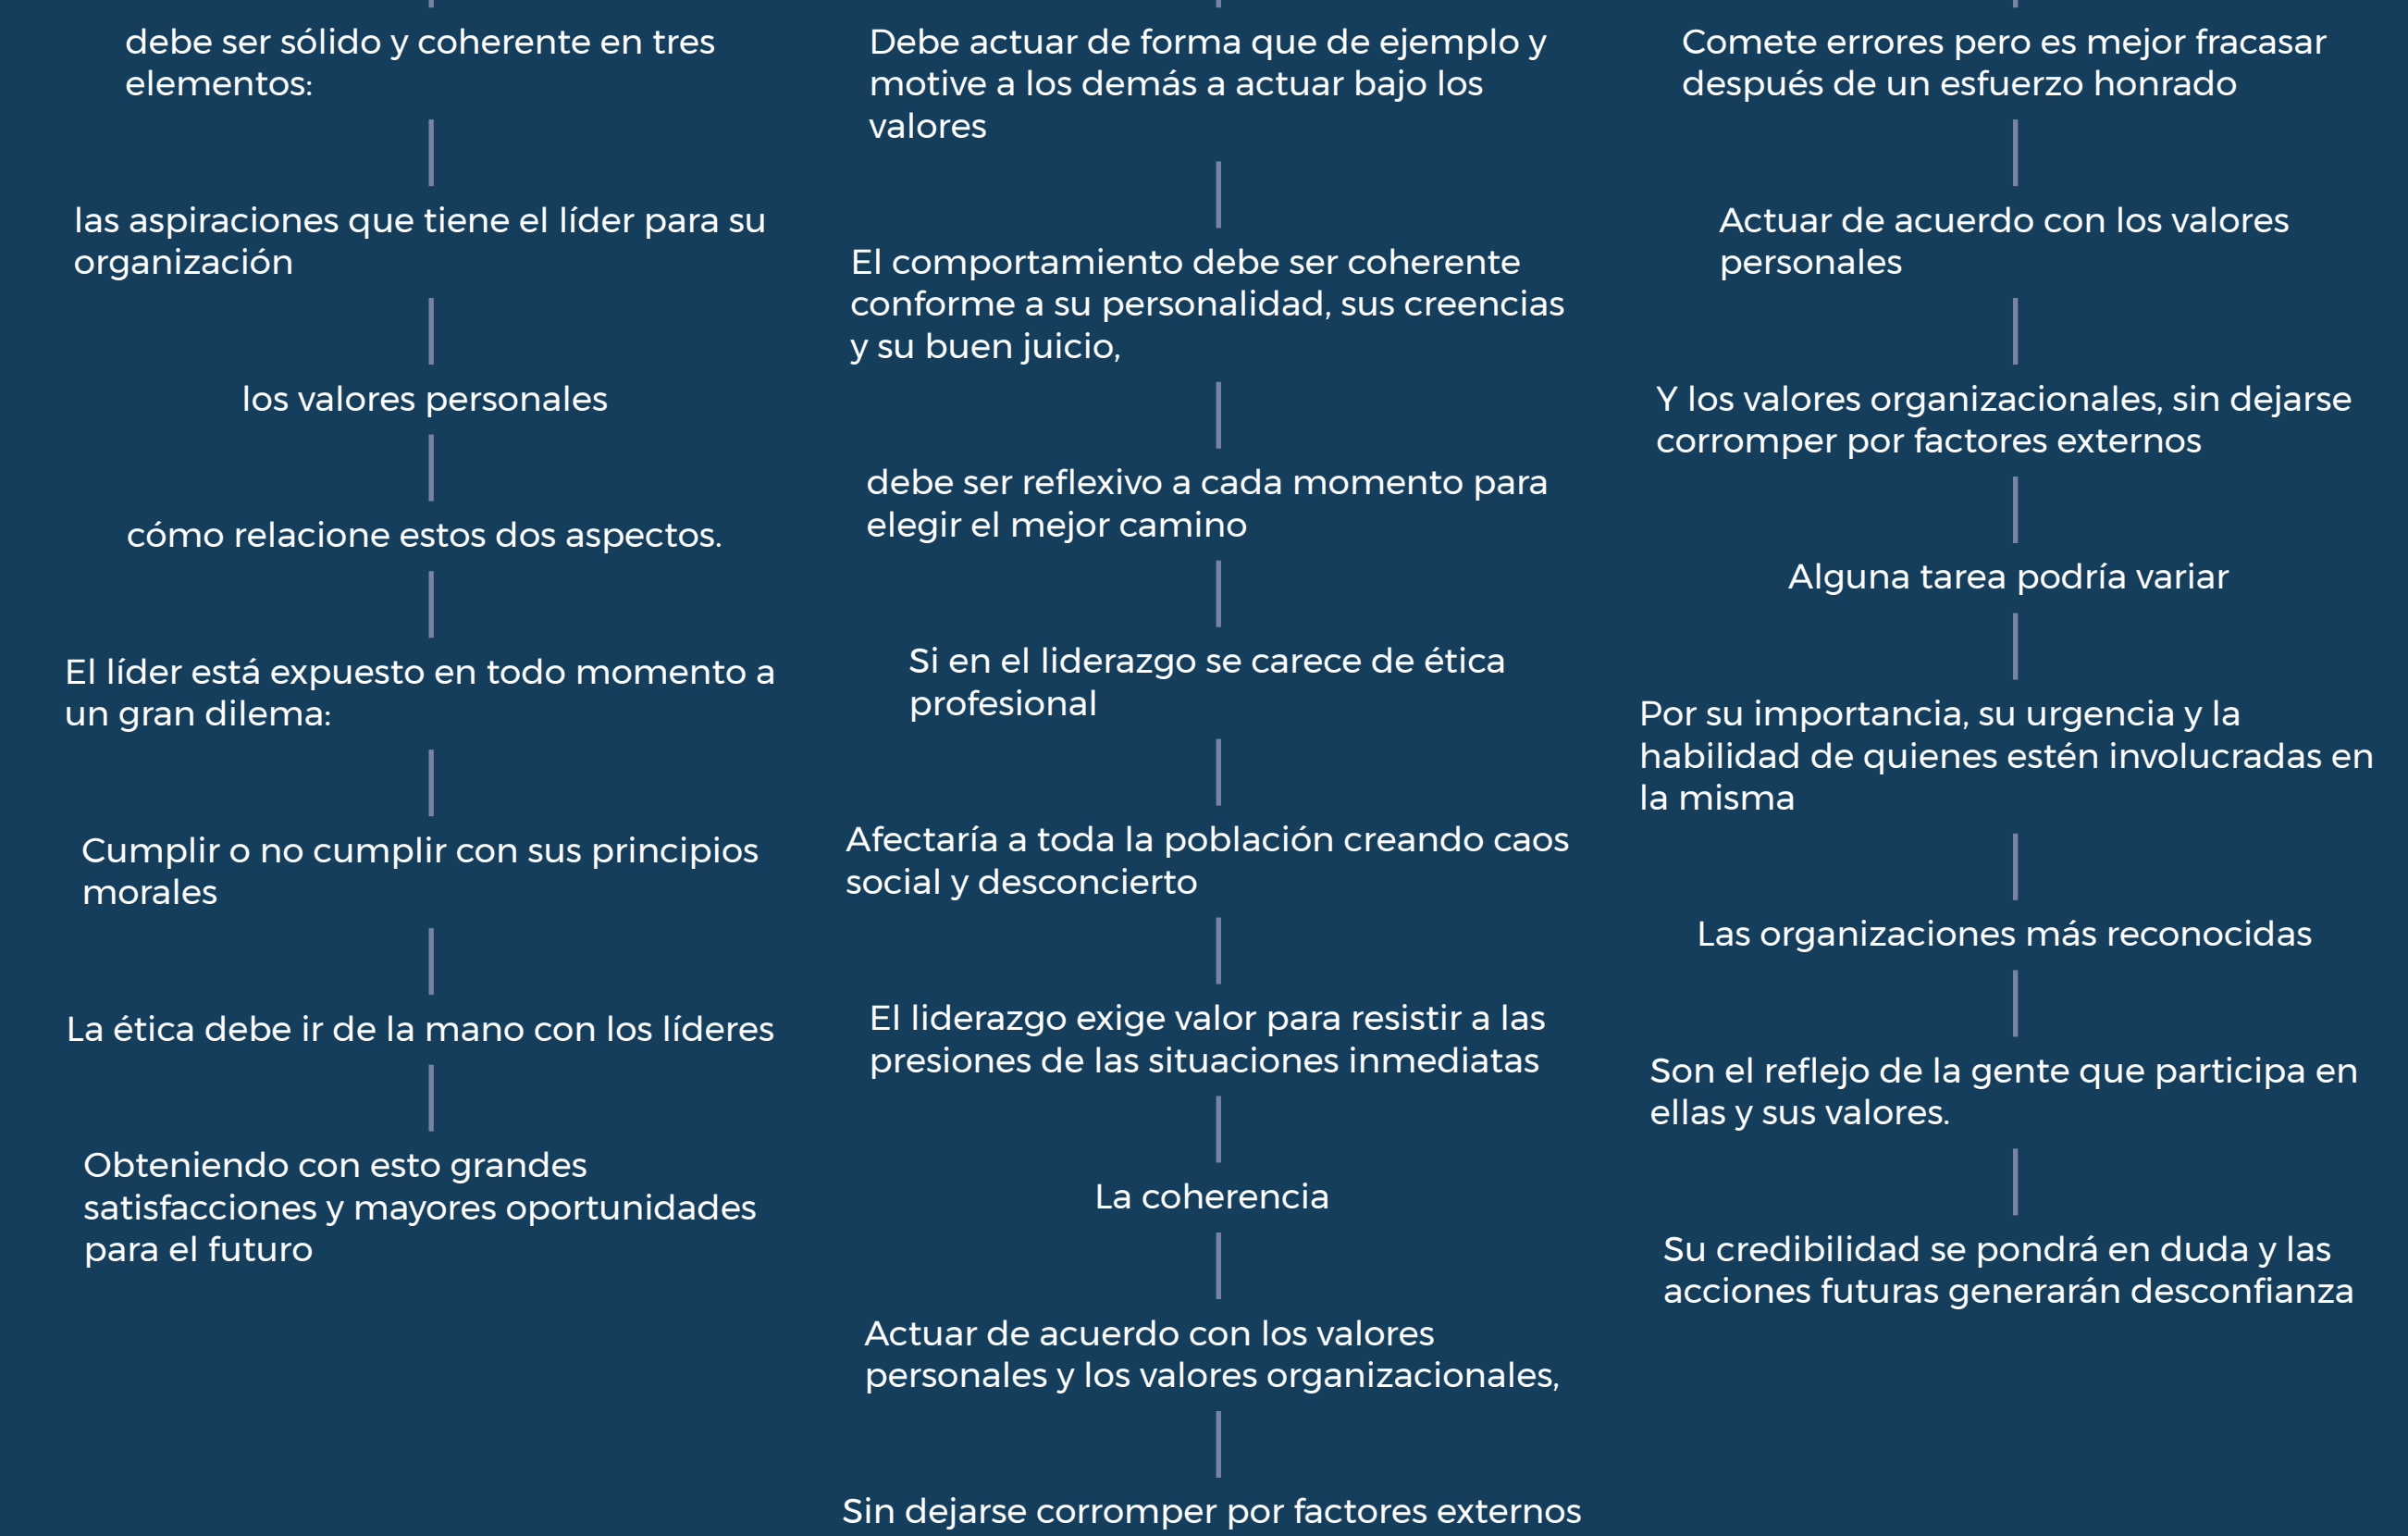 debe ser sólido y coherente en tres
elementos:
las aspiraciones que tiene el líder para su
organización
los valores personales
cómo relacione estos dos aspectos.
El líder está expuesto en todo momento a
un gran dilema:
Cumplir o no cumplir con sus principios
morales
La ética debe ir de la mano con los líderes
Obteniendo con esto grandes
satisfacciones y mayores oportunidades
para el futuro
Debe actuar de forma que de ejemplo y
motive a los demás a actuar bajo los
valores
El comportamiento debe ser coherente
conforme a su personalidad, sus creencias
y su buen juicio,
debe ser reflexivo a cada momento para
elegir el mejor camino
Si en el liderazgo se carece de ética
profesional
Afectaría a toda la población creando caos
social y desconcierto
El liderazgo exige valor para resistir a las
presiones de las situaciones inmediatas
La coherencia
Actuar de acuerdo con los valores
personales y los valores organizacionales,
Sin dejarse corromper por factores externos
Comete errores pero es mejor fracasar
después de un esfuerzo honrado
Actuar de acuerdo con los valores
personales
Y los valores organizacionales, sin dejarse
corromper por factores externos
Alguna tarea podría variar
Por su importancia, su urgencia y la
habilidad de quienes estén involucradas en
la misma
Las organizaciones más reconocidas
Son el reflejo de la gente que participa en
ellas y sus valores.
Su credibilidad se pondrá en duda y las
acciones futuras generarán desconfianza